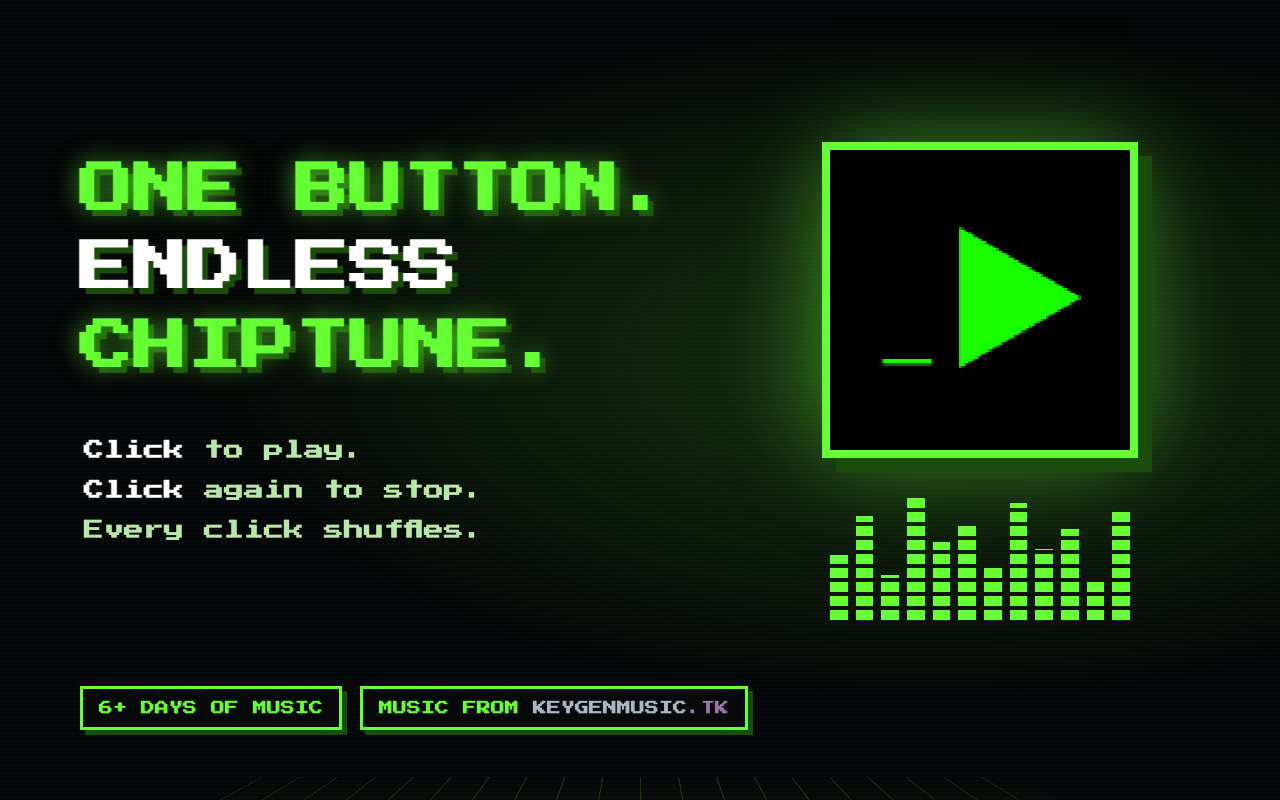 ONE BUTTON.
ENDLESS
CHIPTUNE.
Click to play.
Click again to stop.
Every click shuffles.
6+ DAYS OF MUSIC
MUSIC FROM KEYGENMUSIC.TK